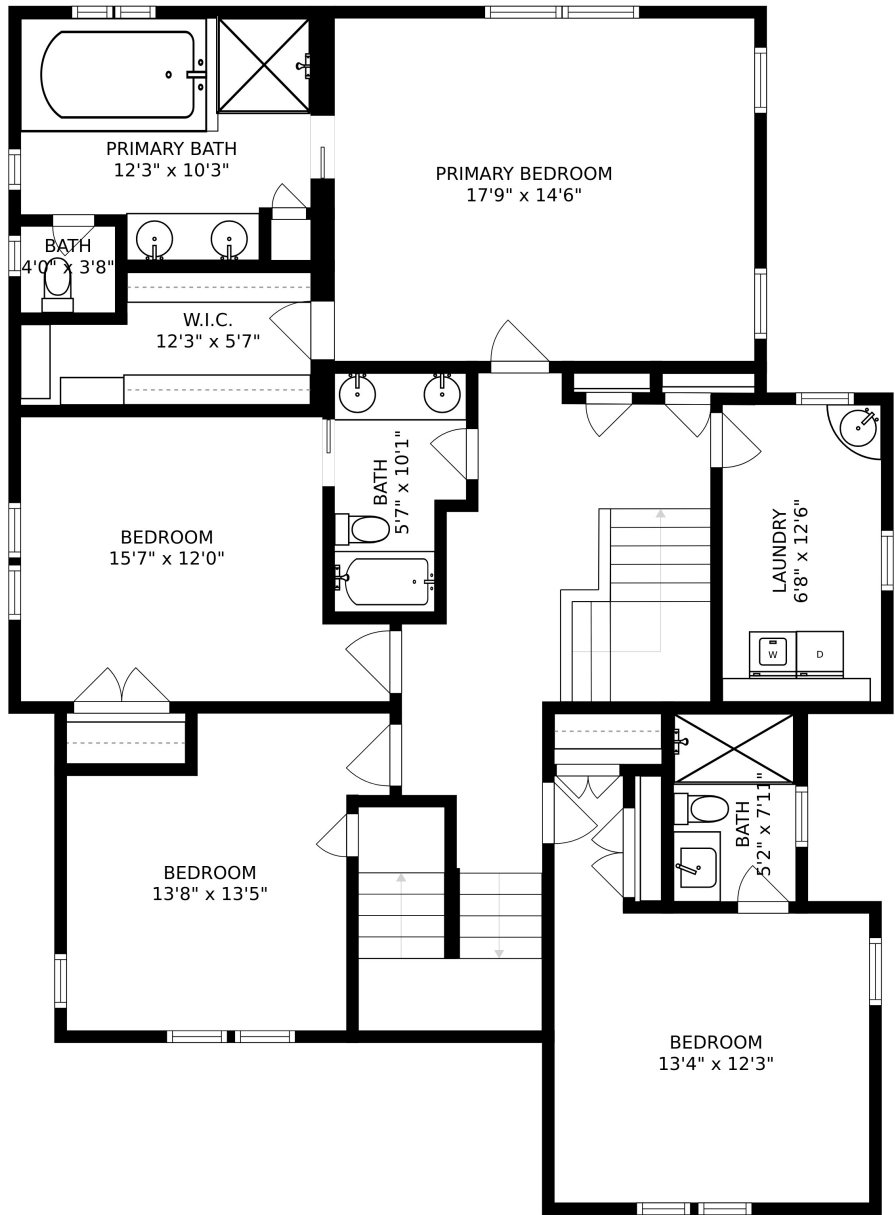 PRIMARY BATH
12'3" x 10'3"
PRIMARY BEDROOM
17'9" x 14'6"
BATH
4'0" x 3'8"
W.I.C.
12'3" x 5'7"
BATH
5'7" x 10'1"
BEDROOM
15'7" x 12'0"
LAUNDRY
6'8" x 12'6"
W
D
BATH
5'2" x 7'11"
BEDROOM
13'8" x 13'5"
BEDROOM
13'4" x 12'3"